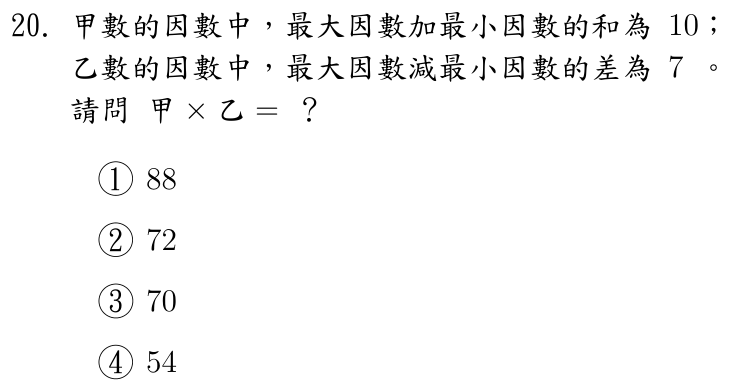 20. 甲數的因數中，最大因數加最小因數的和為 10；
乙數的因數中，最大因數減最小因數的差為 7 。
請問 甲 × 乙 = ？
① 88
② 72
③ 70
④ 54